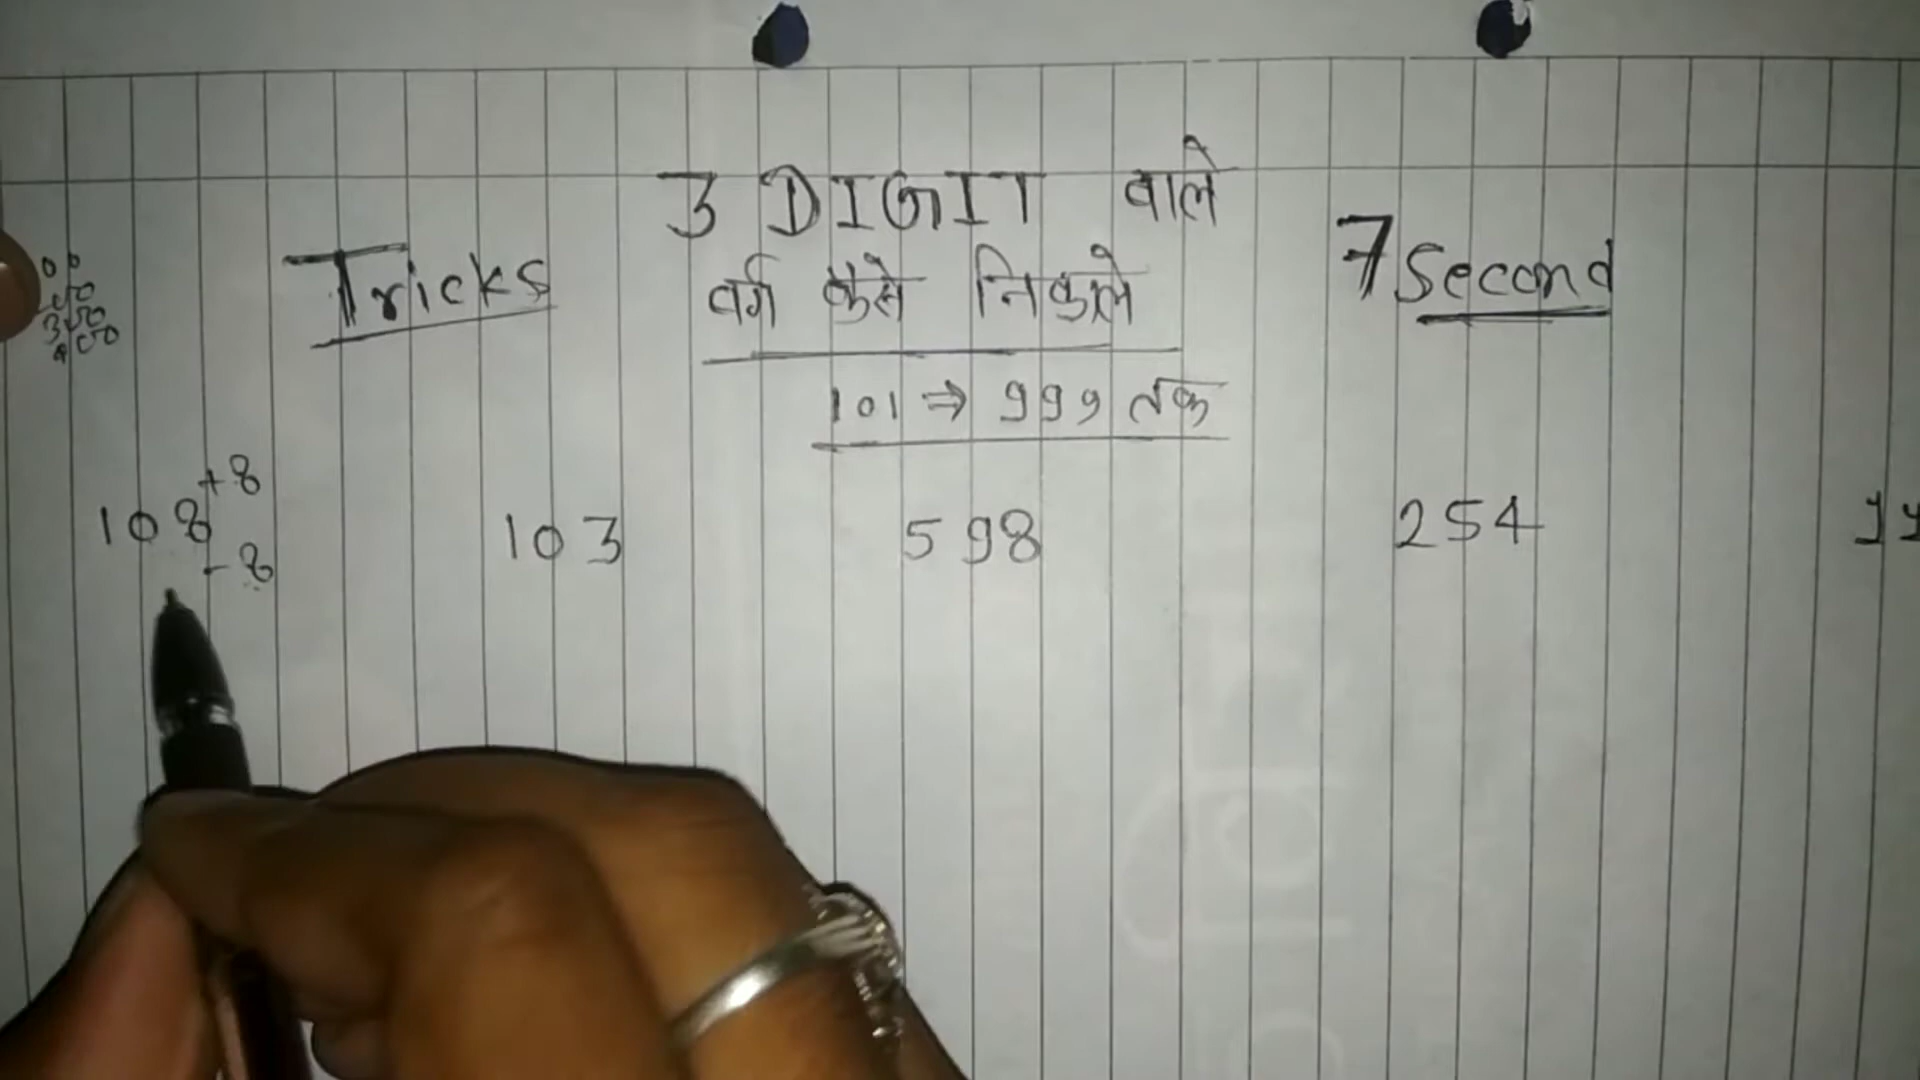 3 DIGIT वाले
Tricks वर्ग कैसे निकाले 7 Second
101 ⇒ 999 तक
108 +8 -8 103 598 254